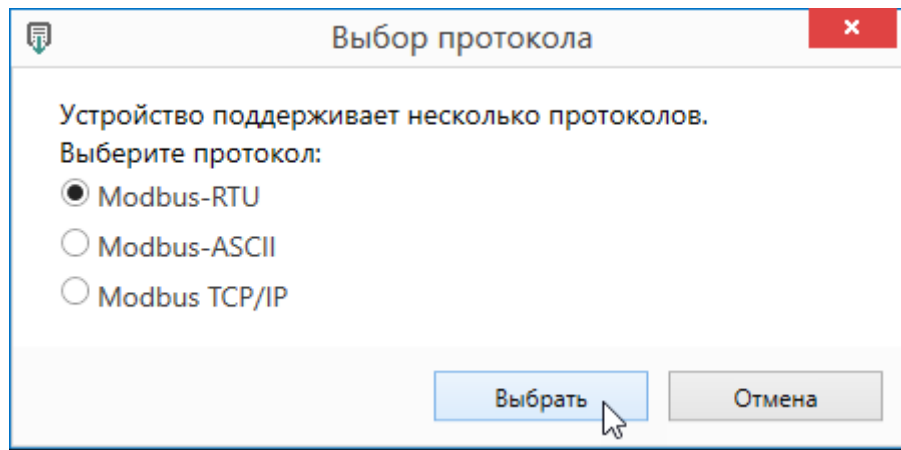 Выбор протокола
Устройство поддерживает несколько протоколов.
Выберите протокол:
Modbus-RTU
Modbus-ASCII
Modbus TCP/IP
Выбрать
Отмена